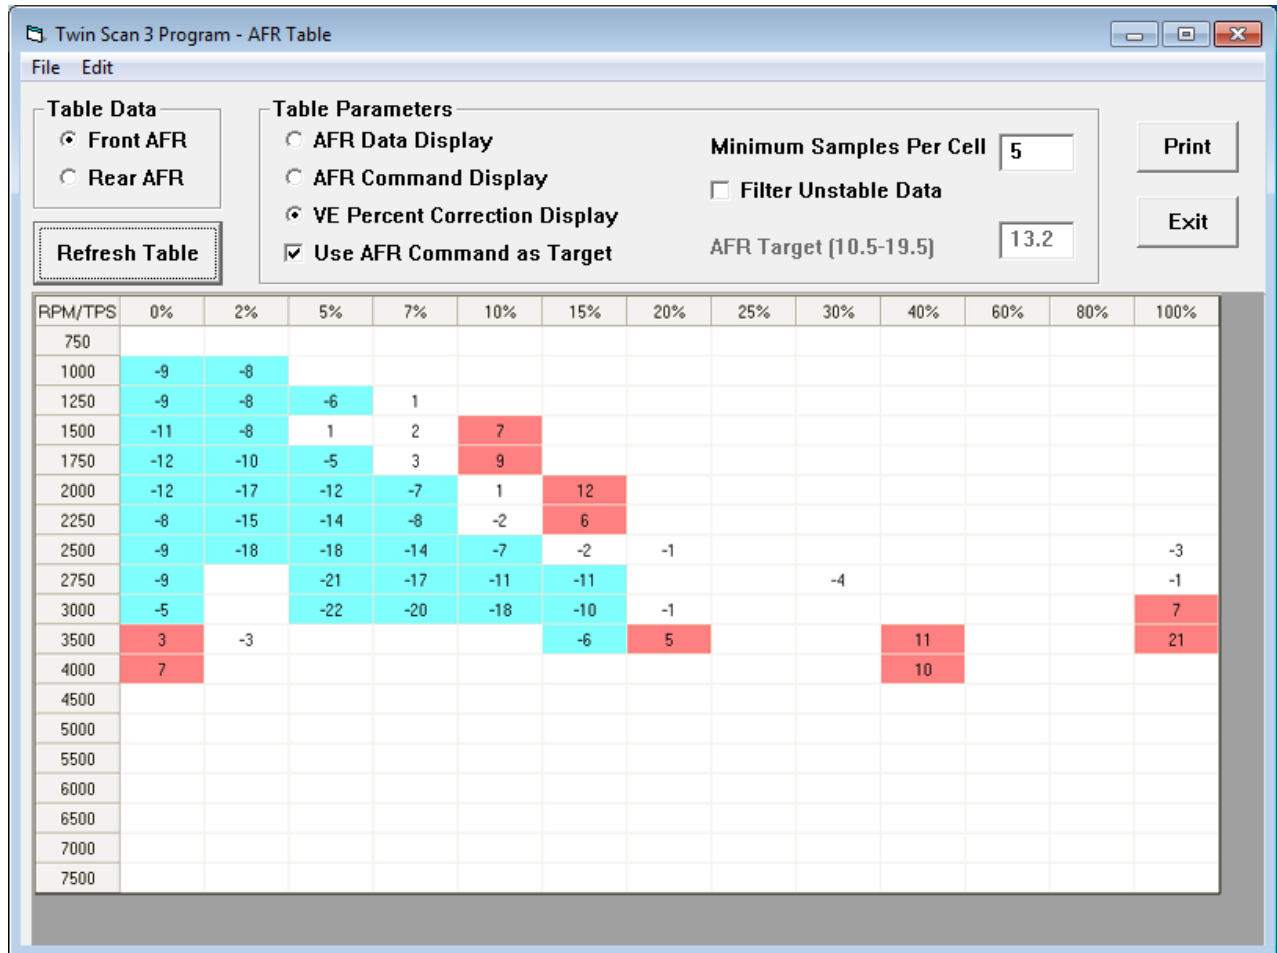 Twin Scan 3 Program - AFR Table
File Edit
Table Data
Front AFR
Rear AFR
Refresh Table
Table Parameters
AFR Data Display
AFR Command Display
VE Percent Correction Display
Use AFR Command as Target
Minimum Samples Per Cell 5
Filter Unstable Data
AFR Target (10.5-19.5) 13.2
Print
Exit
RPM/TPS 0% 2% 5% 7% 10% 15% 20% 25% 30% 40% 60% 80% 100%
750
1000 -9 -8
1250 -9 -8 -6 1
1500 -11 -8 1 2 7
1750 -12 -10 -5 3 9
2000 -12 -17 -12 -7 1 12
2250 -8 -15 -14 -8 -2 6
2500 -9 -18 -18 -14 -7 -2 -1 -3
2750 -9 -21 -17 -11 -11 -4 -1
3000 -5 -22 -20 -18 -10 -1 7
3500 3 -3 -6 5 11 21
4000 7 10
4500
5000
5500
6000
6500
7000
7500